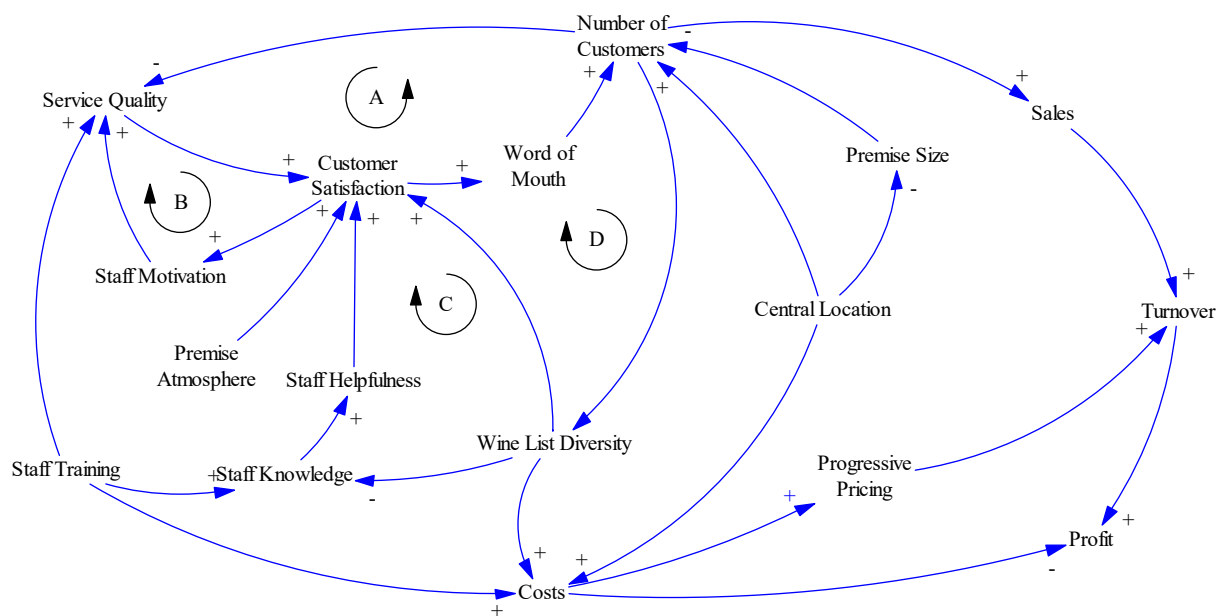 Number of
Customers
-
+
+
+
-
Service Quality
+
+
A
Sales
Word of
Mouth
+
Premise Size
-
Customer
Satisfaction
+
+
+
+
B
+
D
Staff Motivation
+
C
Central Location
Turnover
+
Premise
Atmosphere
Staff Helpfulness
+
Wine List Diversity
Staff Training
+
Staff Knowledge
-
Progressive
Pricing
+
+
Profit
-
+
+
Costs
+